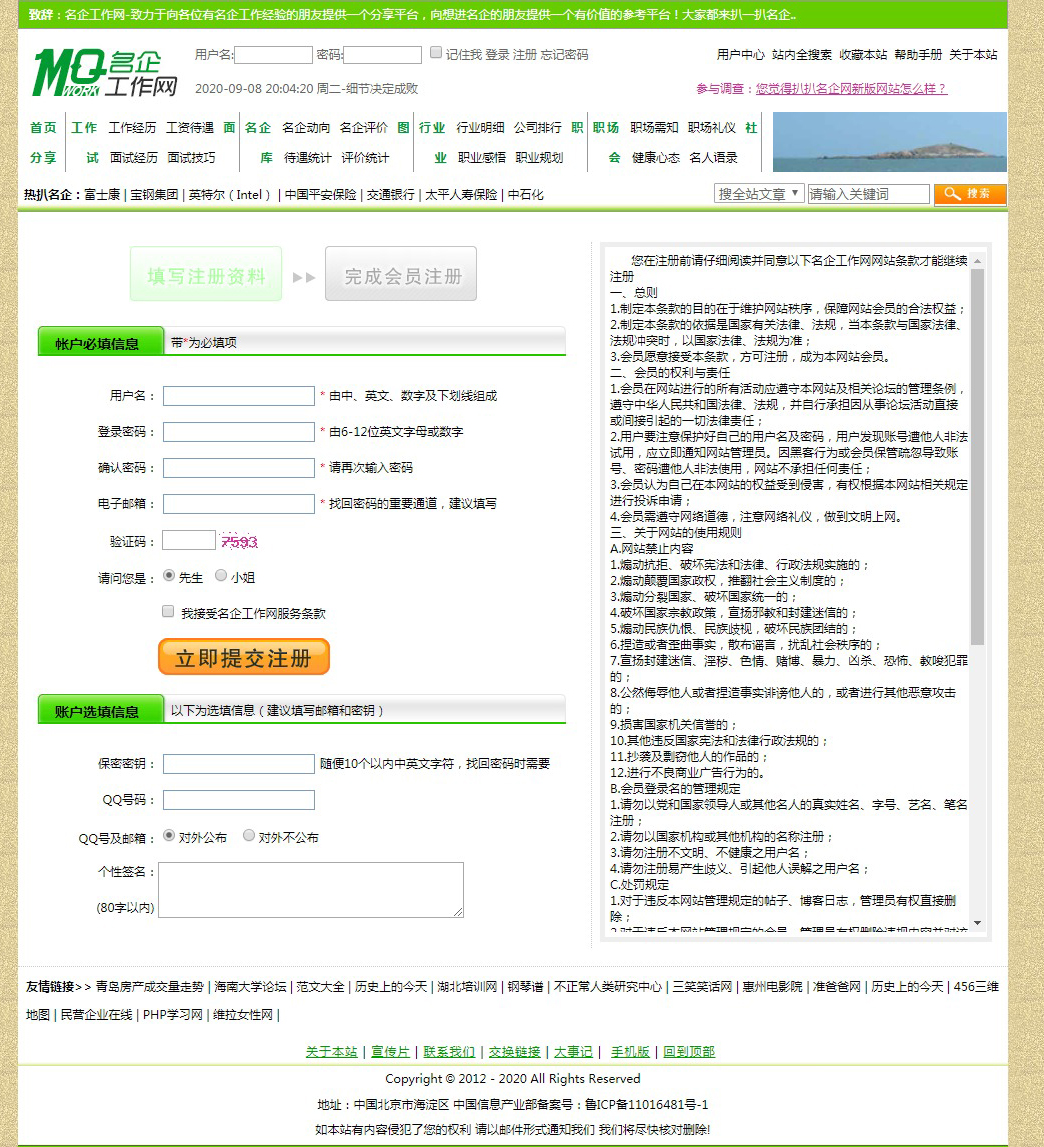 致辞：名企工作网-致力于向各位有名企工作经验的朋友提供一个分享平台，向想进名企的朋友提供一个有价值的参考平台！大家都来扒一扒名企..
MQ WORK 名企工作网
用户名: 密码: 记住我 登录 注册 忘记密码
用户中心 站内全搜索 收藏本站 帮助手册 关于本站
2020-09-08 20:04:20 周二-细节决定成败
参与调查：您觉得扒扒名企网新版网站怎么样？
首页 工作 工作经历 工资待遇 面 名企 名企动向 名企评价 图 行业 行业明细 公司排行 职 职场 职场需知 职场礼仪 社
分享 试 面试经历 面试技巧 库 待遇统计 评价统计 业 职业感悟 职业规划 会 健康心态 名人语录
热扒名企：富士康 | 宝钢集团 | 英特尔（Intel） | 中国平安保险 | 交通银行 | 太平人寿保险 | 中石化
搜全站文章 请输入关键词 搜索
填写注册资料 完成会员注册
帐户必填信息 带*为必填项
用户名： * 由中、英文、数字及下划线组成
登录密码： * 由6-12位英文字母或数字
确认密码： * 请再次输入密码
电子邮箱： * 找回密码的重要通道，建议填写
验证码： 7593
请问您是： 先生 小姐
我接受名企工作网服务条款
立即提交注册
账户选填信息 以下为选填信息（建议填写邮箱和密钥）
保密密钥： 随便10个以内中英文字符，找回密码时需要
QQ号码：
QQ号及邮箱： 对外公布 对外不公布
个性签名：
(80字以内)
您在注册前请仔细阅读并同意以下名企工作网网站条款才能继续
注册
一、总则
1.制定本条款的目的在于维护网站秩序，保障网站会员的合法权益；
2.制定本条款的依据是国家有关法律、法规，当本条款与国家法律、
法规冲突时，以国家法律、法规为准；
3.会员愿意接受本条款，方可注册，成为本网站会员。
二、会员的权利与责任
1.会员在网站进行的所有活动应遵守本网站及相关论坛的管理条例，
遵守中华人民共和国法律、法规，并自行承担因从事论坛活动直接
或间接引起的一切法律责任；
2.用户要注意保护好自己的用户名及密码，用户发现账号遭他人非法
试用，应立即通知网站管理员。因黑客行为或会员保管疏忽导致账
号、密码遭他人非法使用，网站不承担任何责任；
3.会员认为自己在本网站的权益受到侵害，有权根据本网站相关规定
进行投诉申请；
4.会员需遵守网络道德，注意网络礼仪，做到文明上网。
三、关于网站的使用规则
A.网站禁止内容
1.煽动抗拒、破坏宪法和法律、行政法规实施的；
2.煽动颠覆国家政权，推翻社会主义制度的；
3.煽动分裂国家、破坏国家统一的；
4.破坏国家宗教政策，宣扬邪教和封建迷信的；
5.煽动民族仇恨、民族歧视，破坏民族团结的；
6.捏造或者歪曲事实，散布谣言，扰乱社会秩序的；
7.宣扬封建迷信、淫秽、色情、赌博、暴力、凶杀、恐怖、教唆犯罪
的；
8.公然侮辱他人或者捏造事实诽谤他人的，或者进行其他恶意攻击
的；
9.损害国家机关信誉的；
10.其他违反国家宪法和法律行政法规的；
11.抄袭及剽窃他人的作品的；
12.进行不良商业广告行为的。
B.会员登录名的管理规定
1.请勿以党和国家领导人或其他名人的真实姓名、字号、艺名、笔名
注册；
2.请勿以国家机构或其他机构的名称注册；
3.请勿注册不文明、不健康之用户名；
4.请勿注册易产生歧义、引起他人误解之用户名；
C.处罚规定
1.对于违反本网站管理规定的帖子、博客日志，管理员有权直接删
除；
友情链接>> 青岛房产成交量走势 | 海南大学论坛 | 范文大全 | 历史上的今天 | 湖北培训网 | 钢琴谱 | 不正常人类研究中心 | 三笑笑话网 | 惠州电影院 | 准爸爸网 | 历史上的今天 | 456三维
地图 | 民营企业在线 | PHP学习网 | 维拉女性网 |
关于本站 | 宣传片 | 联系我们 | 交换链接 | 大事记 | 手机版 | 回到顶部
Copyright © 2012 - 2020 All Rights Reserved
地址：中国北京市海淀区 中国信息产业部备案号：鲁ICP备11016481号-1
如本站有内容侵犯了您的权利 请以邮件形式通知我们 我们将尽快核对删除!